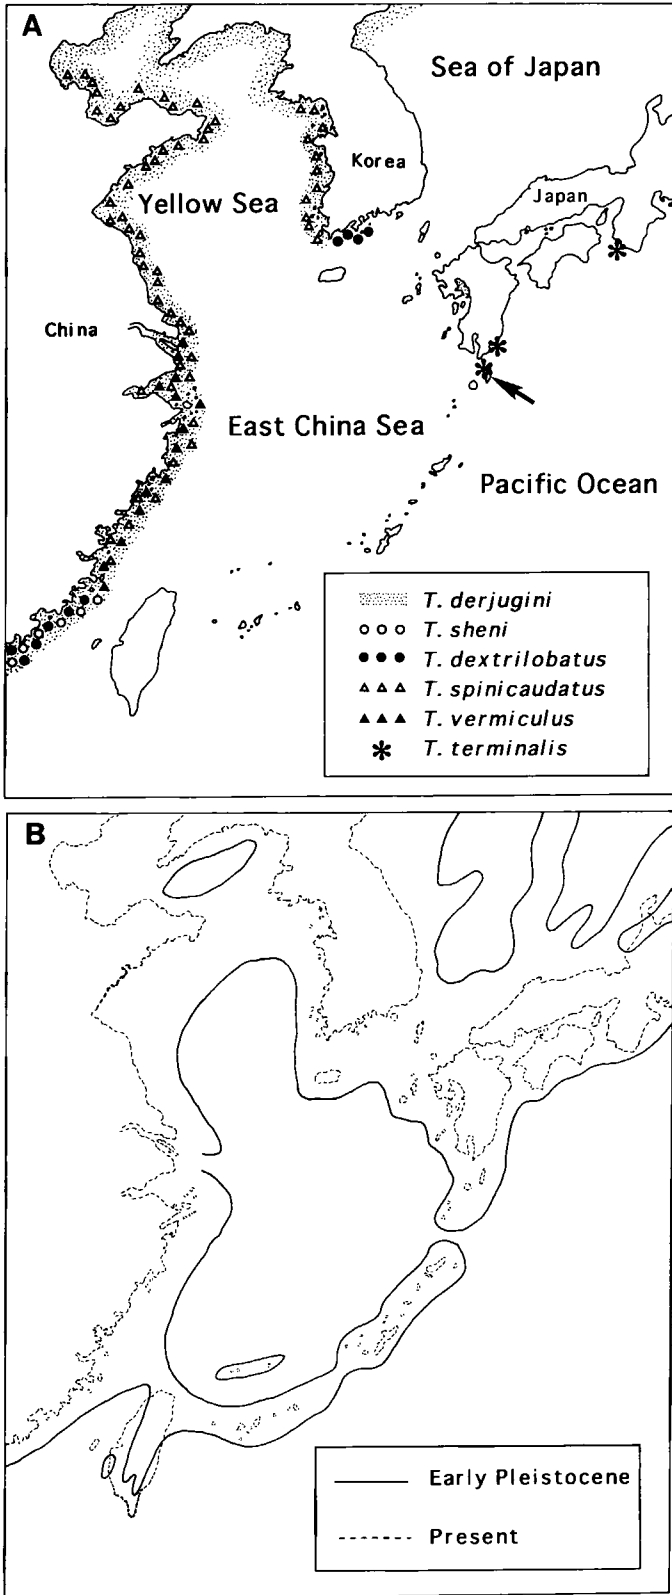 A
Sea of Japan
Korea
Japan
Yellow Sea
China
East China Sea
Pacific Ocean
T. derjugini
T. sheni
T. dextrilobatus
T. spinicaudatus
T. vermiculus
T. terminalis
B
Early Pleistocene
Present